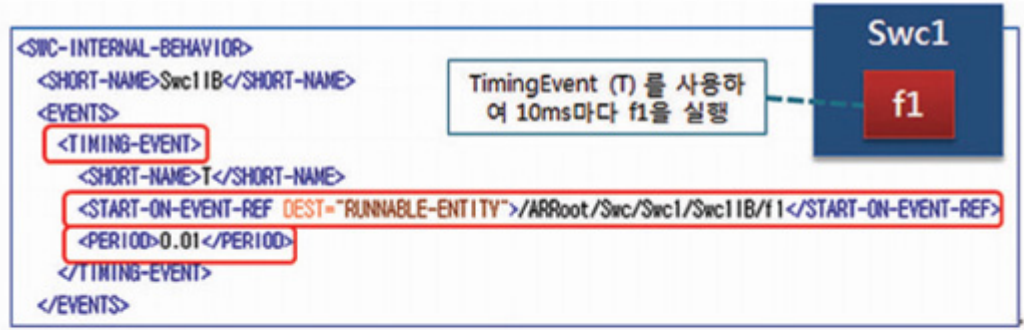 <SWC-INTERNAL-BEHAVIOR>
<SHORT-NAME>Swc1IB</SHORT-NAME>
<EVENTS>
<TIMING-EVENT>
<SHORT-NAME>T</SHORT-NAME>
<START-ON-EVENT-REF DEST="RUNNABLE-ENTITY">/ARRoot/Swc/Swc1/Swc1IB/f1</START-ON-EVENT-REF>
<PERIOD>0.01</PERIOD>
</TIMING-EVENT>
</EVENTS>
TimingEvent (T) 를 사용하
여 10ms마다 f1을 실행
Swc1
f1